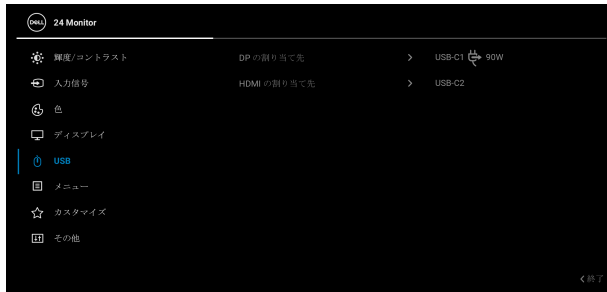 DELL 24 Monitor
輝度/コントラスト DP の割り当て先 > USB-C1 90W
入力信号 HDMI の割り当て先 > USB-C2
色
ディスプレイ
USB
メニュー
カスタマイズ
その他
<終了